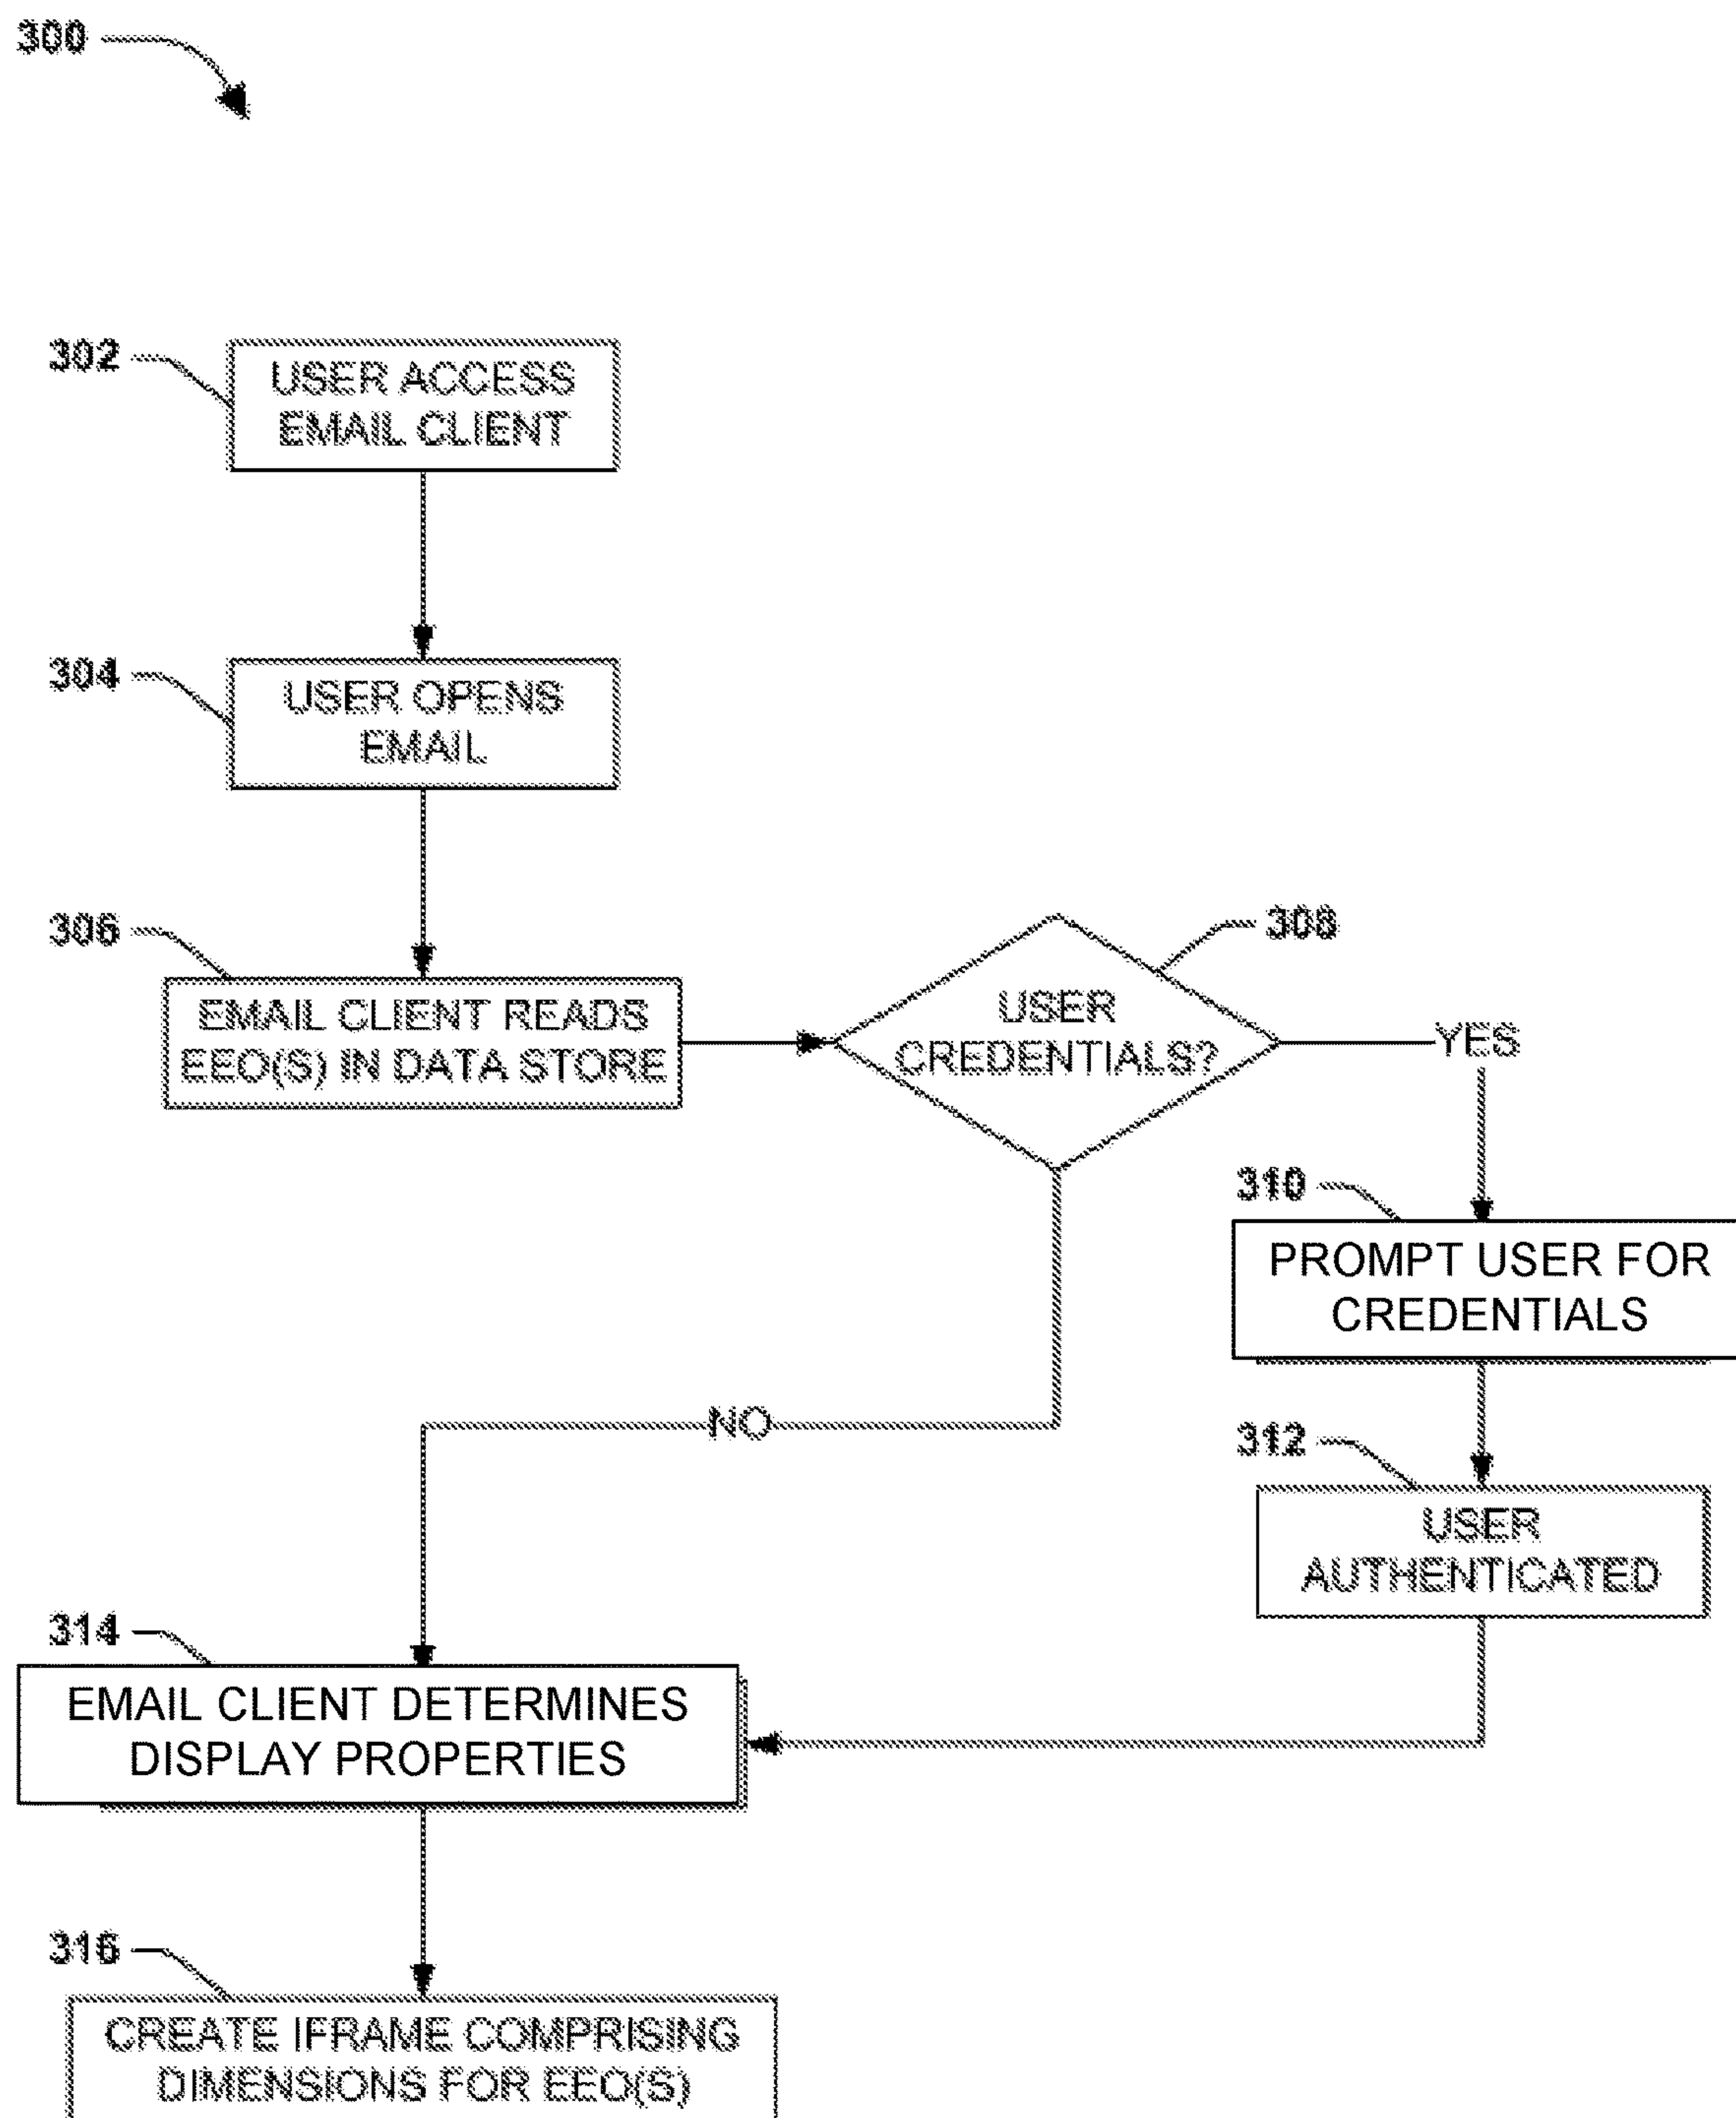 300
302
USER ACCESS
EMAIL CLIENT
304
USER OPENS
EMAIL
306
EMAIL CLIENT READS
EEO(S) IN DATA STORE
308
USER
CREDENTIALS?
YES
310
PROMPT USER FOR
CREDENTIALS
NO
312
USER
AUTHENTICATED
314
EMAIL CLIENT DETERMINES
DISPLAY PROPERTIES
316
CREATE IFRAME COMPRISING
DIMENSIONS FOR EEO(S)